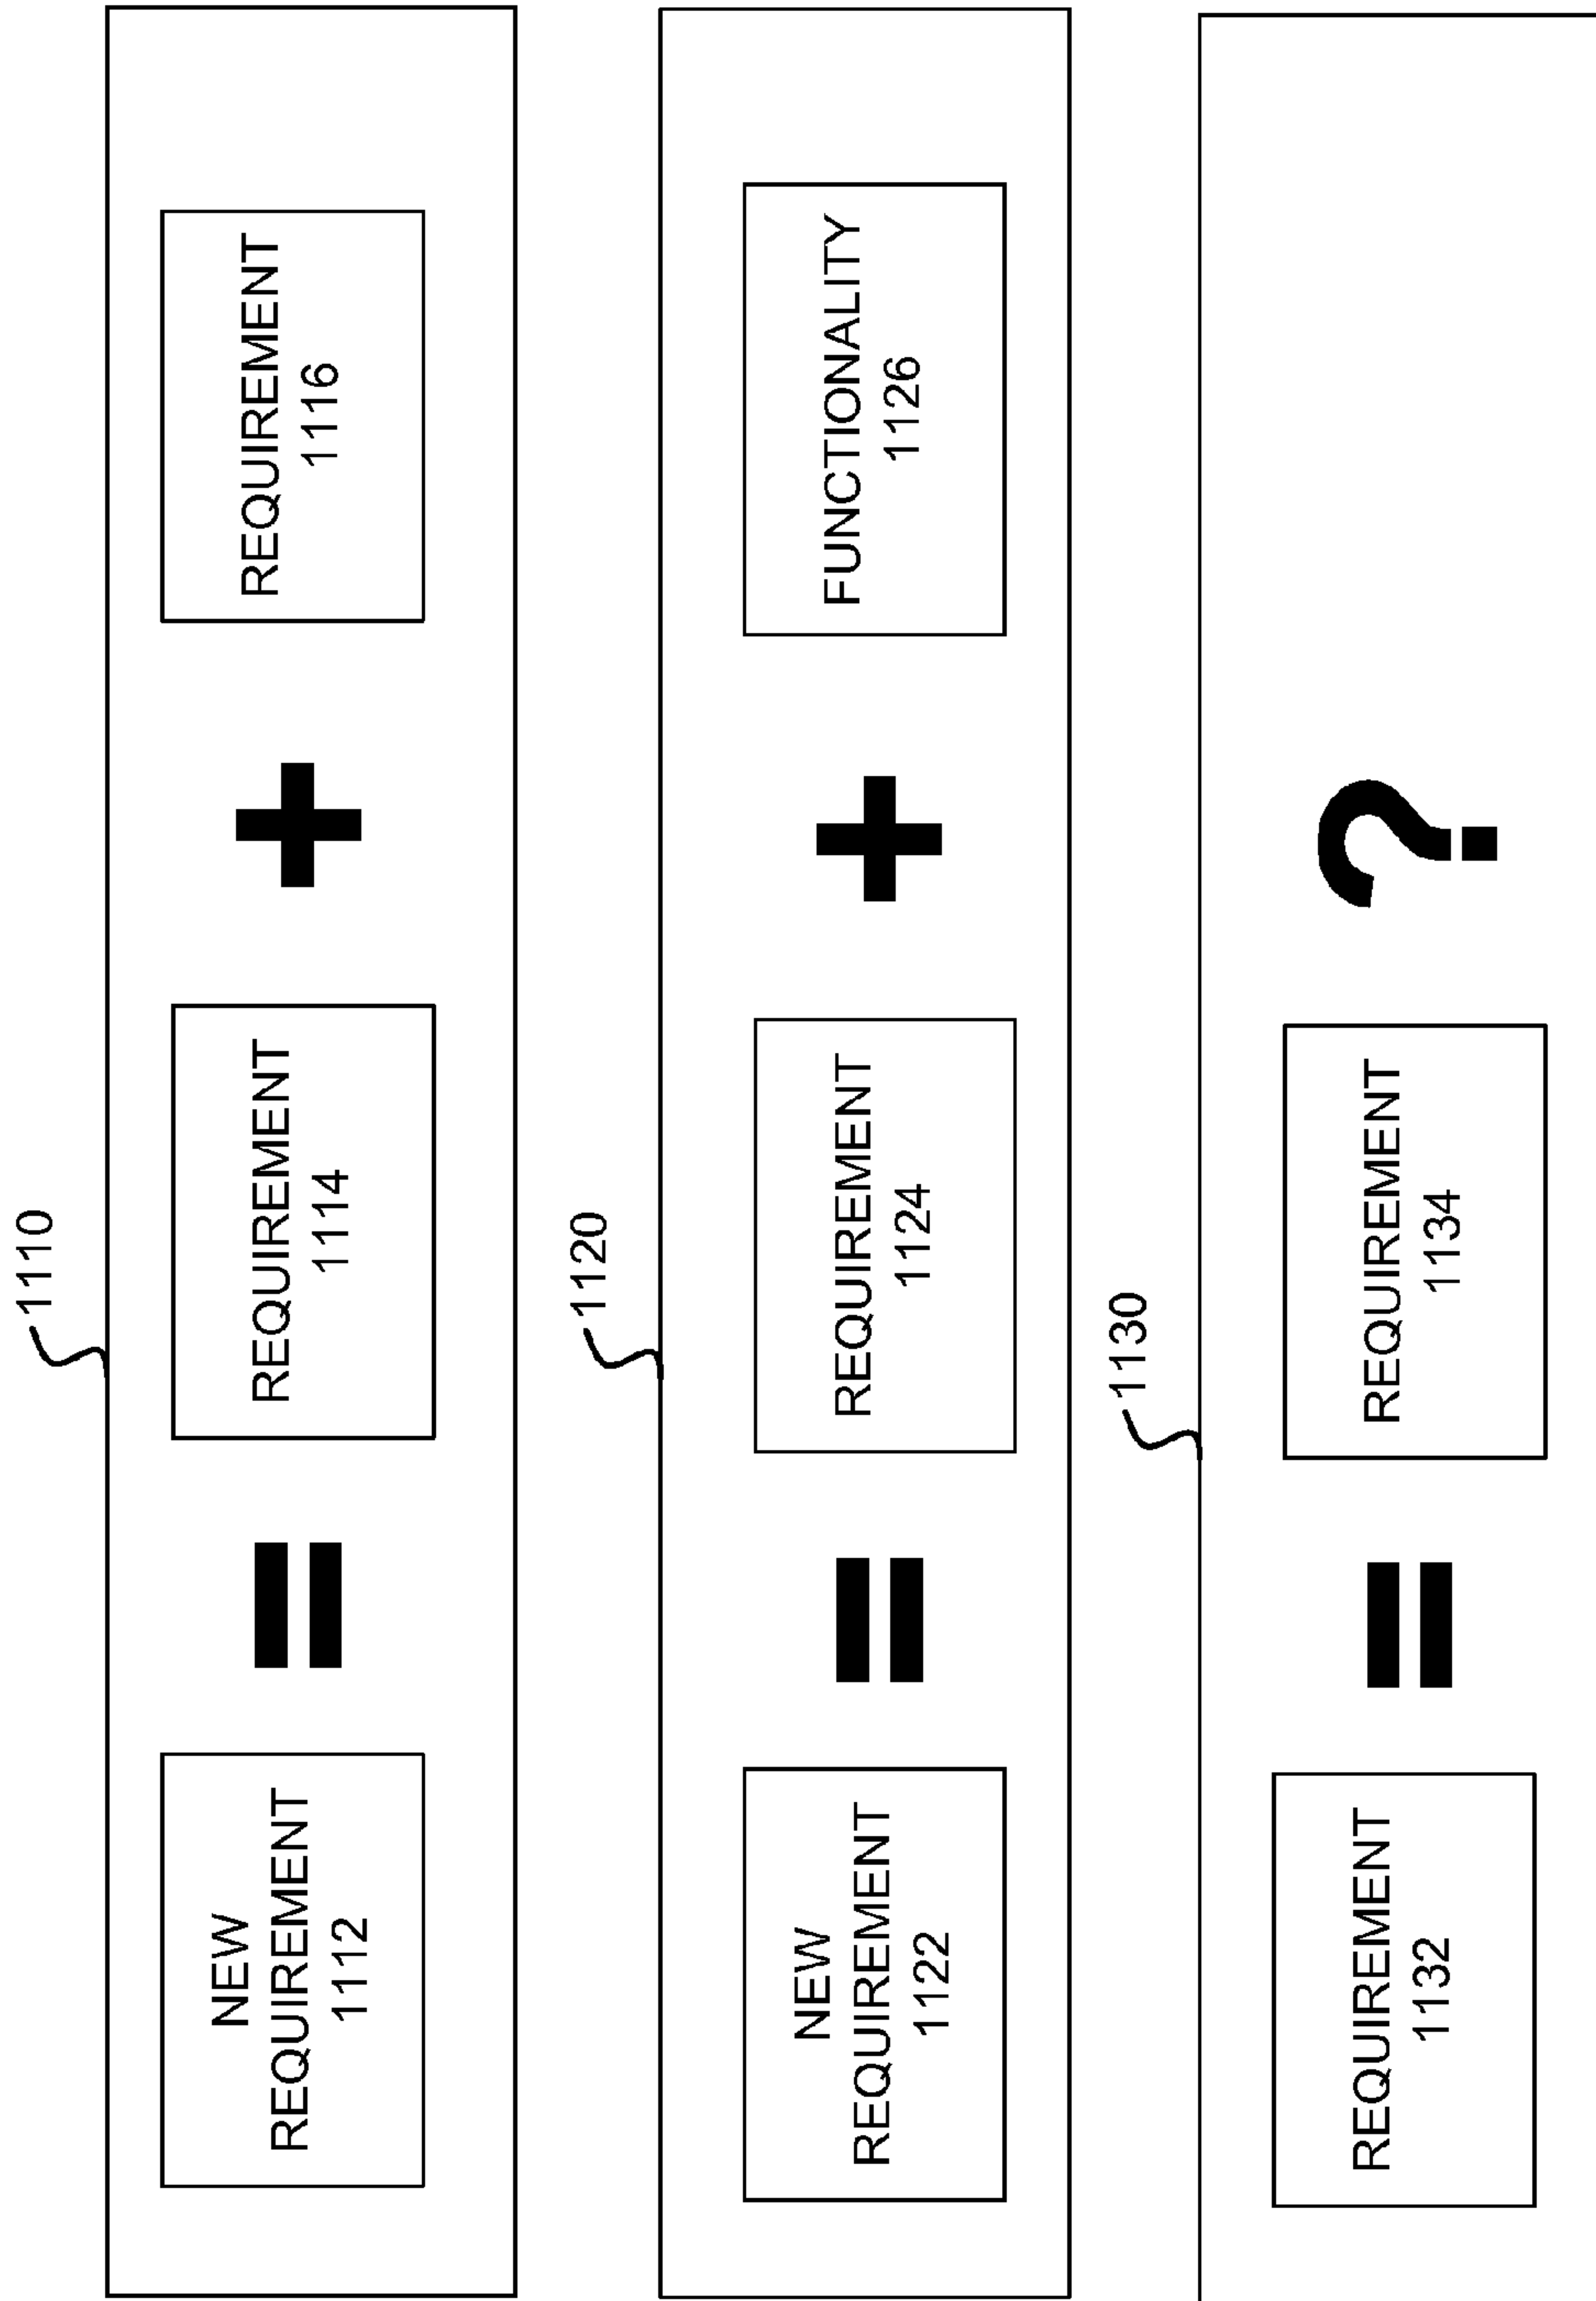 1110
NEW
REQUIREMENT
1112
=
REQUIREMENT
1114
+
REQUIREMENT
1116
1120
NEW
REQUIREMENT
1122
=
REQUIREMENT
1124
+
FUNCTIONALITY
1126
1130
REQUIREMENT
1132
=
REQUIREMENT
1134
?